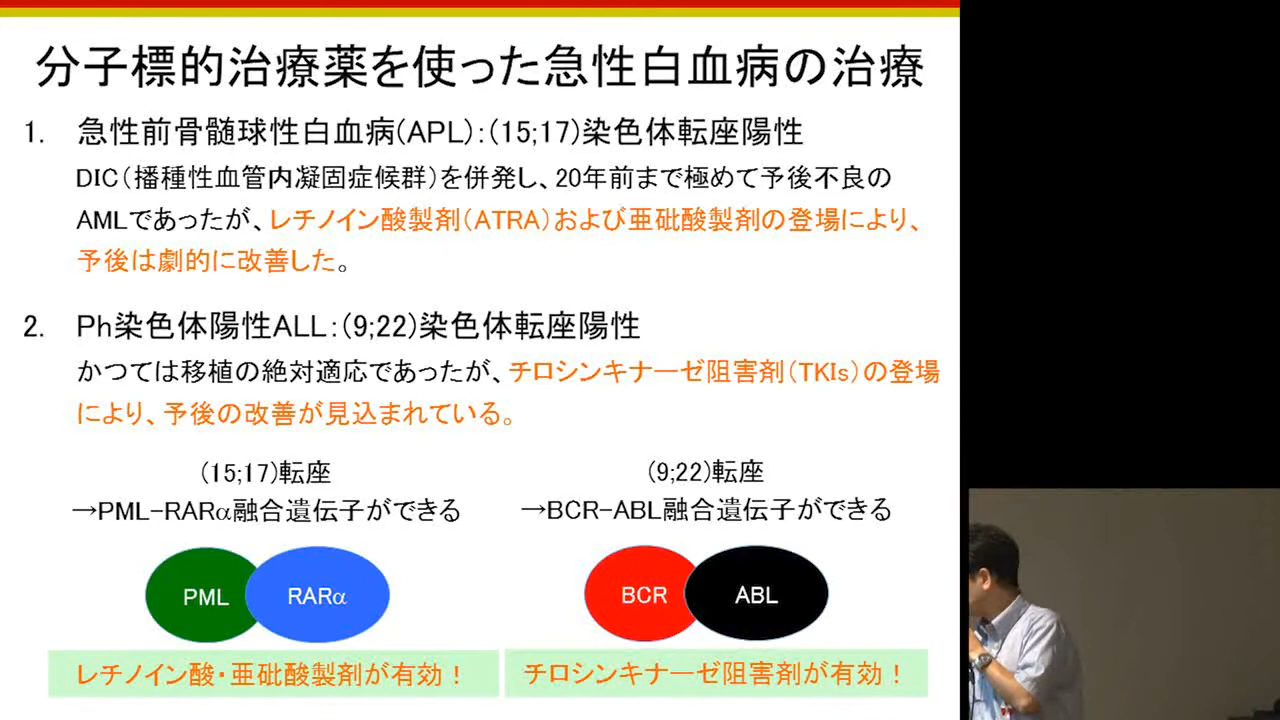 分子標的治療薬を使った急性白血病の治療
1. 急性前骨髄球性白血病(APL):(15;17)染色体転座陽性
DIC(播種性血管内凝固症候群)を併発し、20年前まで極めて予後不良の
AMLであったが、レチノイン酸製剤(ATRA)および亜砒酸製剤の登場により、
予後は劇的に改善した。
2. Ph染色体陽性ALL:(9;22)染色体転座陽性
かつては移植の絶対適応であったが、チロシンキナーゼ阻害剤(TKIs)の登場
により、予後の改善が見込まれている。
(15;17)転座
→PML-RARα融合遺伝子ができる
PML RARα
レチノイン酸・亜砒酸製剤が有効!
(9;22)転座
→BCR-ABL融合遺伝子ができる
BCR ABL
チロシンキナーゼ阻害剤が有効!